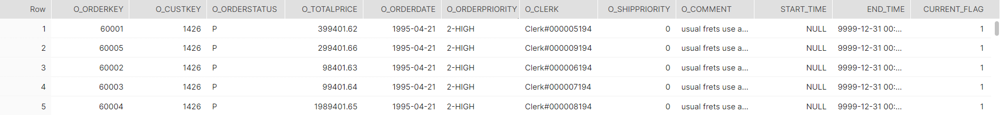 Row O_ORDERKEY O_CUSTKEY O_ORDERSTATUS O_TOTALPRICE O_ORDERDATE O_ORDERPRIORITY O_CLERK O_SHIPPRIORITY O_COMMENT START_TIME END_TIME CURRENT_FLAG
1 60001 1426 P 399401.62 1995-04-21 2-HIGH Clerk#000005194 0 usual frets use a... NULL 9999-12-31 00:... 1
2 60005 1426 P 299401.66 1995-04-21 2-HIGH Clerk#000009194 0 usual frets use a... NULL 9999-12-31 00:... 1
3 60002 1426 P 98401.63 1995-04-21 2-HIGH Clerk#000006194 0 usual frets use a... NULL 9999-12-31 00:... 1
4 60003 1426 P 99401.64 1995-04-21 2-HIGH Clerk#000007194 0 usual frets use a... NULL 9999-12-31 00:... 1
5 60004 1426 P 1989401.65 1995-04-21 2-HIGH Clerk#000008194 0 usual frets use a... NULL 9999-12-31 00:... 1